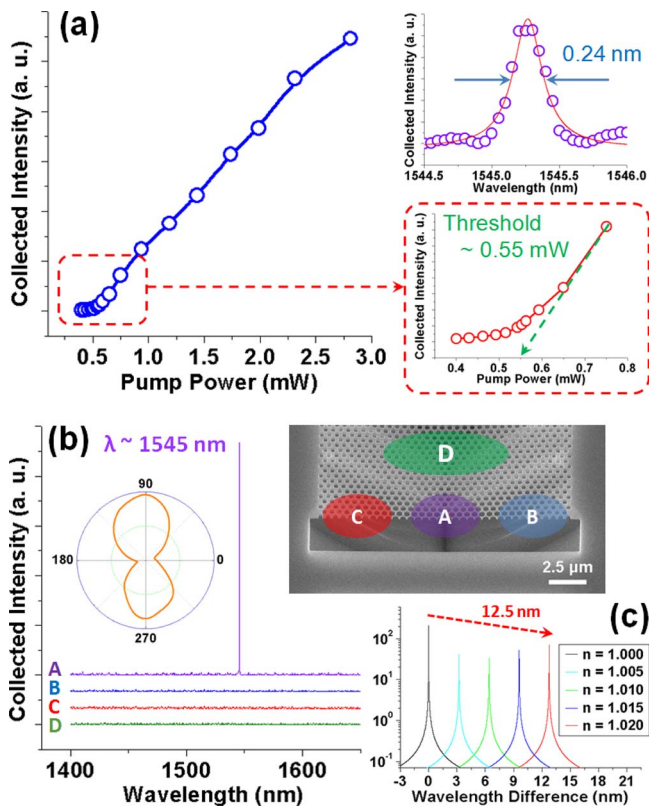 (a)
Collected Intensity (a. u.)
0.5 1.0 1.5 2.0 2.5 3.0
Pump Power (mW)
Collected Intensity (a. u.)
0.24 nm
1544.5 1545.0 1545.5 1546.0
Wavelength (nm)
Collected Intensity (a. u.)
Threshold
~ 0.55 mW
0.4 0.5 0.6 0.7 0.8
Pump Power (mW)
(b)
λ ~ 1545 nm
Collected Intensity (a. u.)
90
180
0
270
A
B
C
D
1400 1500 1600
Wavelength (nm)
D
C A B
2.5 µm
(c)
12.5 nm
10²
10¹
10⁰
10⁻¹
n = 1.000
n = 1.005
n = 1.010
n = 1.015
n = 1.020
-3 0 3 6 9 12 15 18 21
Wavelength Difference (nm)